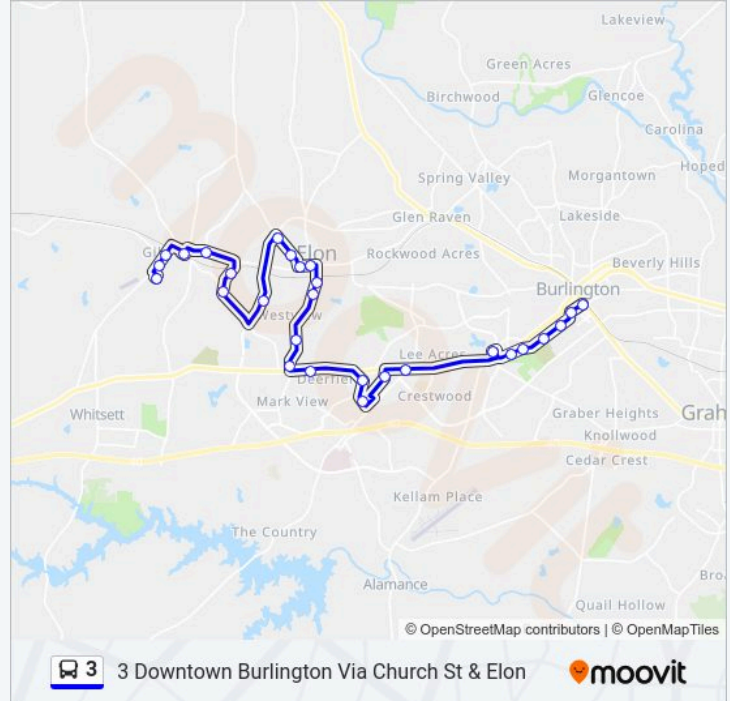 Lakeview
Green Acres
Birchwood
Glencoe
Carolina
Hoped
Spring Valley
Morgantown
Glen Raven
Lakeside
Elon
Rockwood Acres
Beverly Hills
Burlington
Lee Acres
Mark View
Crestwood
Whitsett
Graber Heights
Grah
Knollwood
Cedar Crest
Kellam Place
The Country
Alamance
Bro
Quail Hollow
© OpenStreetMap contributors | © OpenMapTiles
3 3 Downtown Burlington Via Church St & Elon moovit